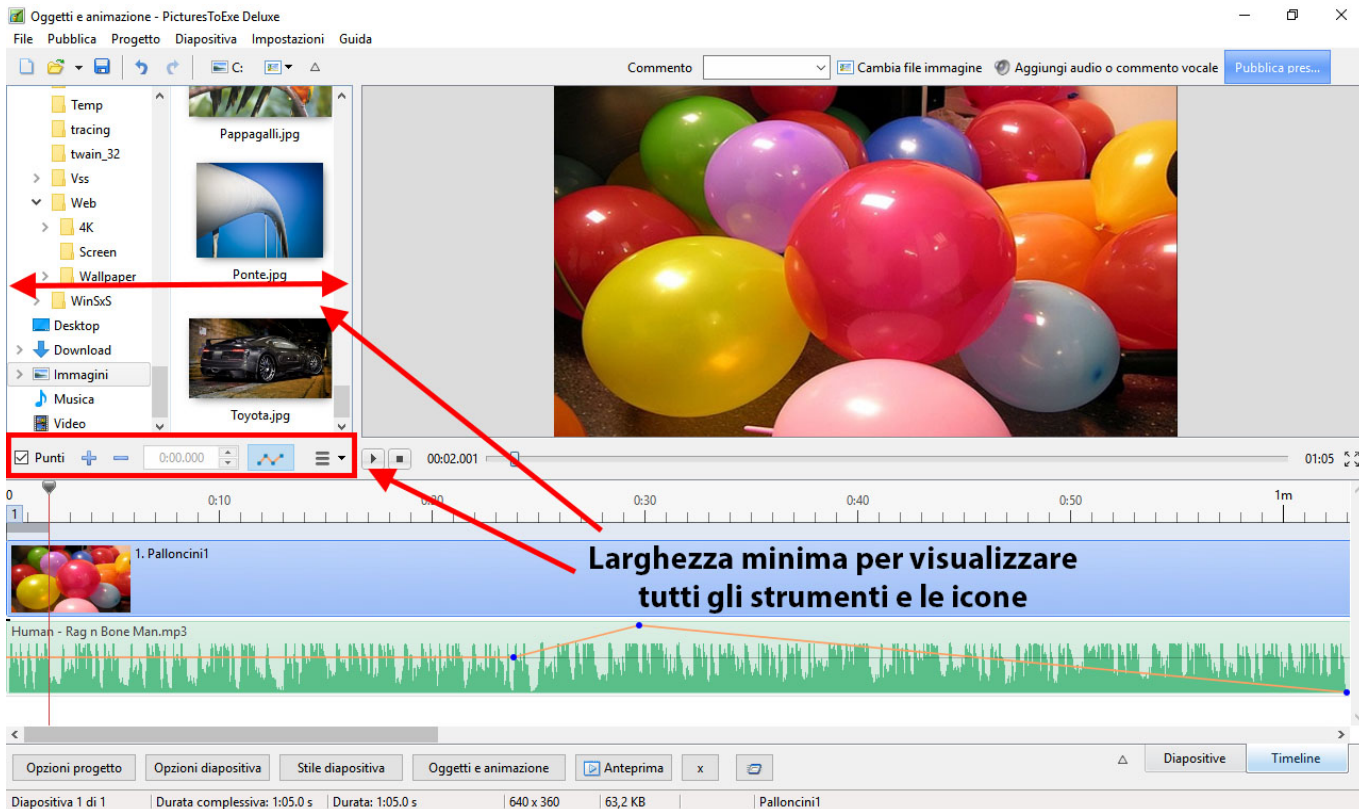 Oggetti e animazione - PicturesToExe Deluxe
File Pubblica Progetto Diapositiva Impostazioni Guida
C: Commento Cambia file immagine Aggiungi audio o commento vocale Pubblica pres...
Temp
tracing
twain_32
Vss
Web
4K
Screen
Wallpaper
WinSxS
Desktop
Download
Immagini
Musica
Video
Pappagalli.jpg
Ponte.jpg
Toyota.jpg
Punti 0:00.000 00:02.001 01:05
0 0:10 0:20 0:30 0:40 0:50 1m
1
1. Palloncini1
Larghezza minima per visualizzare
tutti gli strumenti e le icone
Human - Rag n Bone Man.mp3
Opzioni progetto Opzioni diapositiva Stile diapositiva Oggetti e animazione Anteprima x Diapositive Timeline
Diapositiva 1 di 1 Durata complessiva: 1:05.0 s Durata: 1:05.0 s 640 x 360 63,2 KB Palloncini1